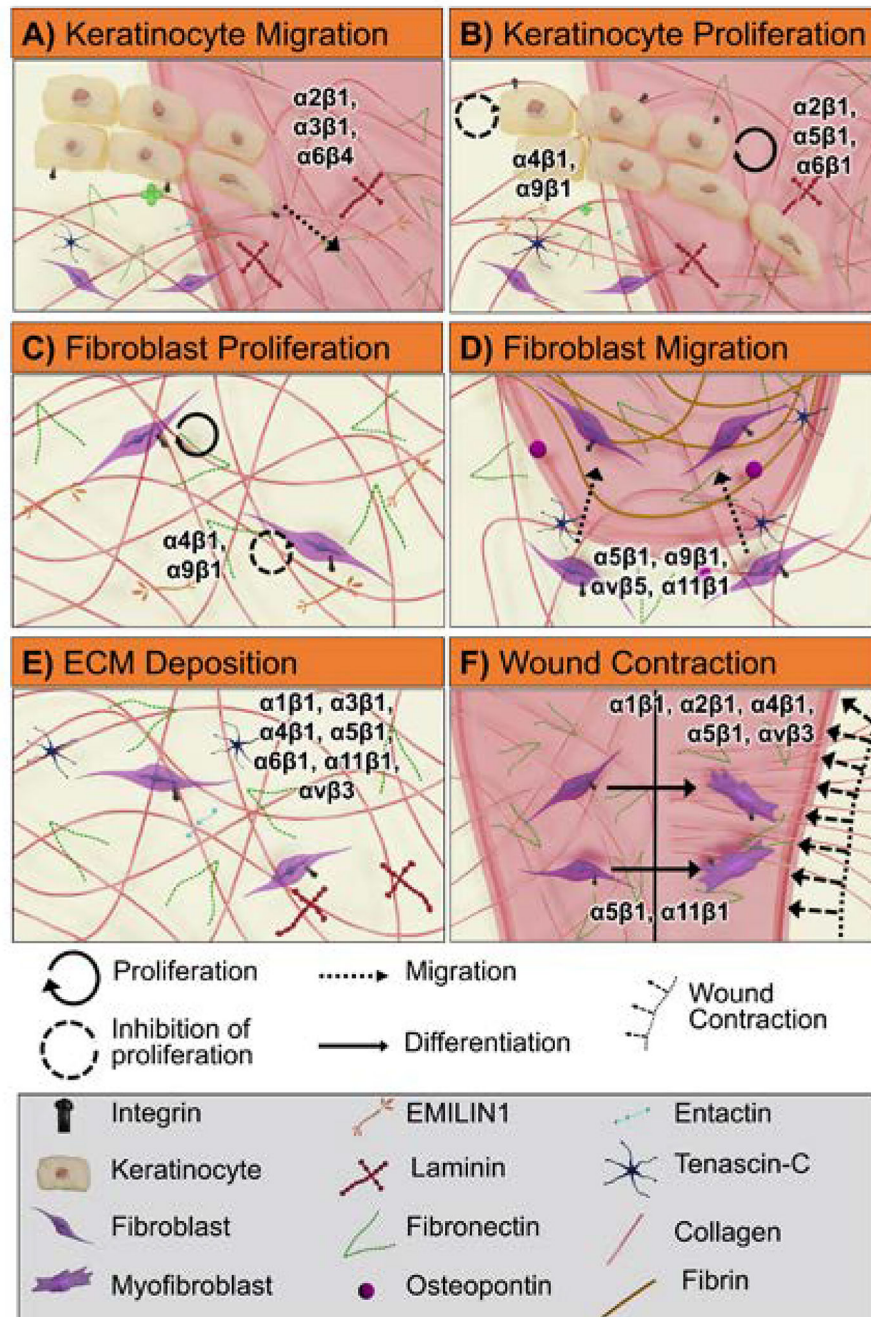 A) Keratinocyte Migration
α2β1,
α3β1,
α6β4
B) Keratinocyte Proliferation
α4β1,
α9β1
α2β1,
α5β1,
α6β1
C) Fibroblast Proliferation
α4β1,
α9β1
D) Fibroblast Migration
α5β1, α9β1,
αvβ5, α11β1
E) ECM Deposition
α1β1, α3β1,
α4β1, α5β1,
α6β1, α11β1,
αvβ3
F) Wound Contraction
α1β1, α2β1, α4β1,
α5β1, αvβ3
α5β1, α11β1
Proliferation
Migration
Wound
Contraction
Inhibition of
proliferation
Differentiation
Integrin
EMILIN1
Entactin
Keratinocyte
Laminin
Tenascin-C
Fibroblast
Fibronectin
Collagen
Myofibroblast
Osteopontin
Fibrin